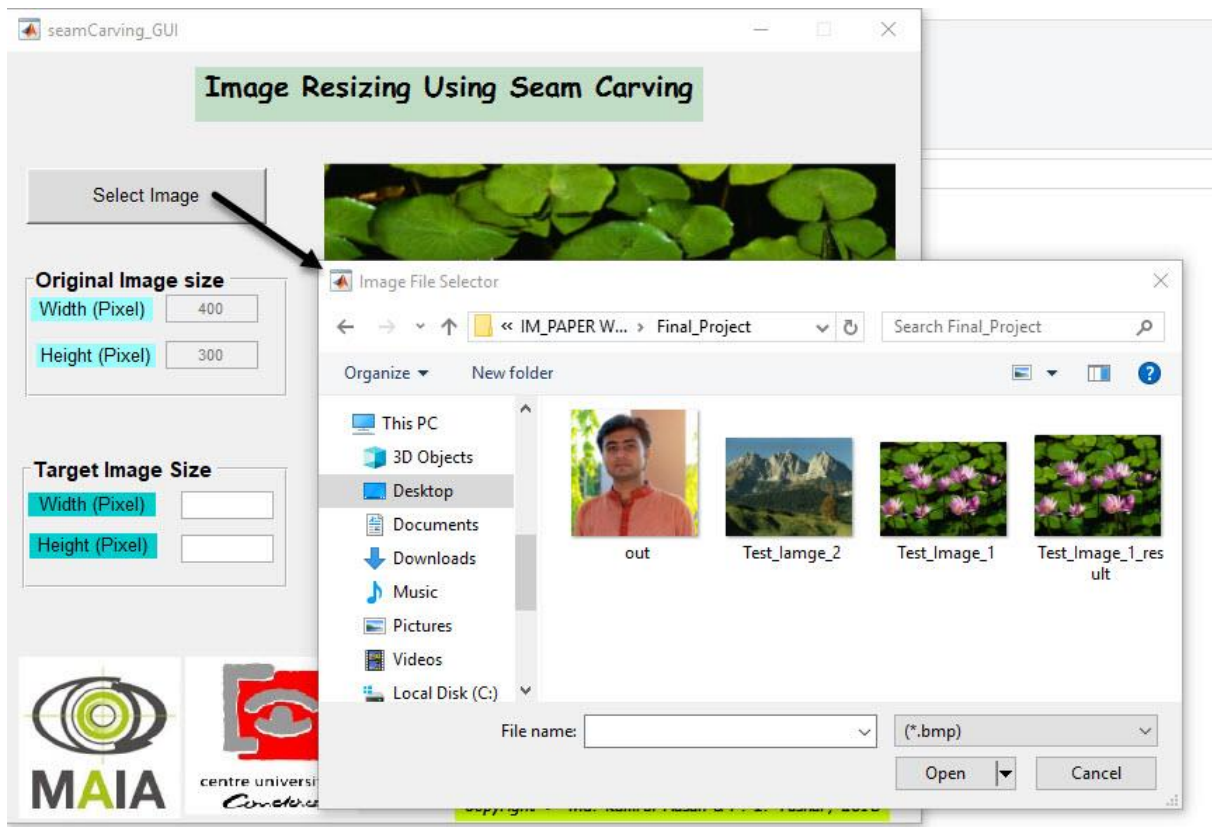 seamCarving_GUI
Image Resizing Using Seam Carving
Select Image
Original Image size
Width (Pixel) 400
Height (Pixel) 300
Target Image Size
Width (Pixel)
Height (Pixel)
MAIA
centre universi
Condorce
Image File Selector
« IM_PAPER W... › Final_Project
Search Final_Project
Organize
New folder
This PC
3D Objects
Desktop
Documents
Downloads
Music
Pictures
Videos
Local Disk (C:)
out
Test_Iamge_2
Test_Image_1
Test_Image_1_res
ult
File name:
(*.bmp)
Open
Cancel